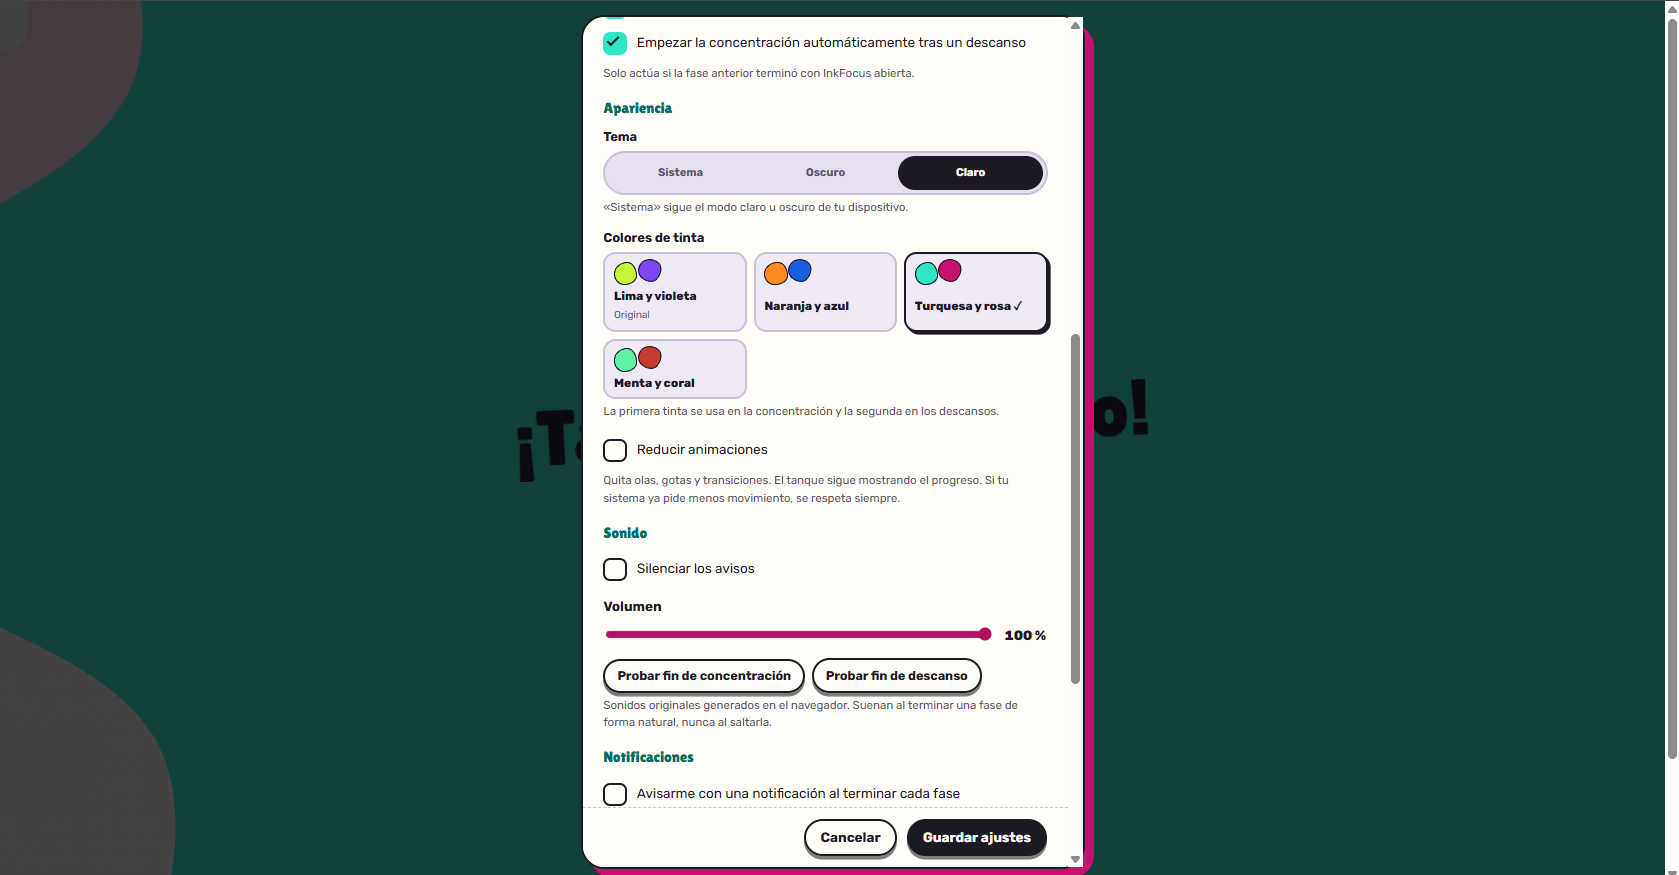 Empezar la concentración automáticamente tras un descanso
Solo actúa si la fase anterior terminó con InkFocus abierta.
Apariencia
Tema
Sistema
Oscuro
Claro
«Sistema» sigue el modo claro u oscuro de tu dispositivo.
Colores de tinta
Lima y violeta
Original
Naranja y azul
Turquesa y rosa ✓
Menta y coral
La primera tinta se usa en la concentración y la segunda en los descansos.
Reducir animaciones
Quita olas, gotas y transiciones. El tanque sigue mostrando el progreso. Si tu
sistema ya pide menos movimiento, se respeta siempre.
Sonido
Silenciar los avisos
Volumen
100 %
Probar fin de concentración
Probar fin de descanso
Sonidos originales generados en el navegador. Suenan al terminar una fase de
forma natural, nunca al saltarla.
Notificaciones
Avisarme con una notificación al terminar cada fase
Cancelar
Guardar ajustes